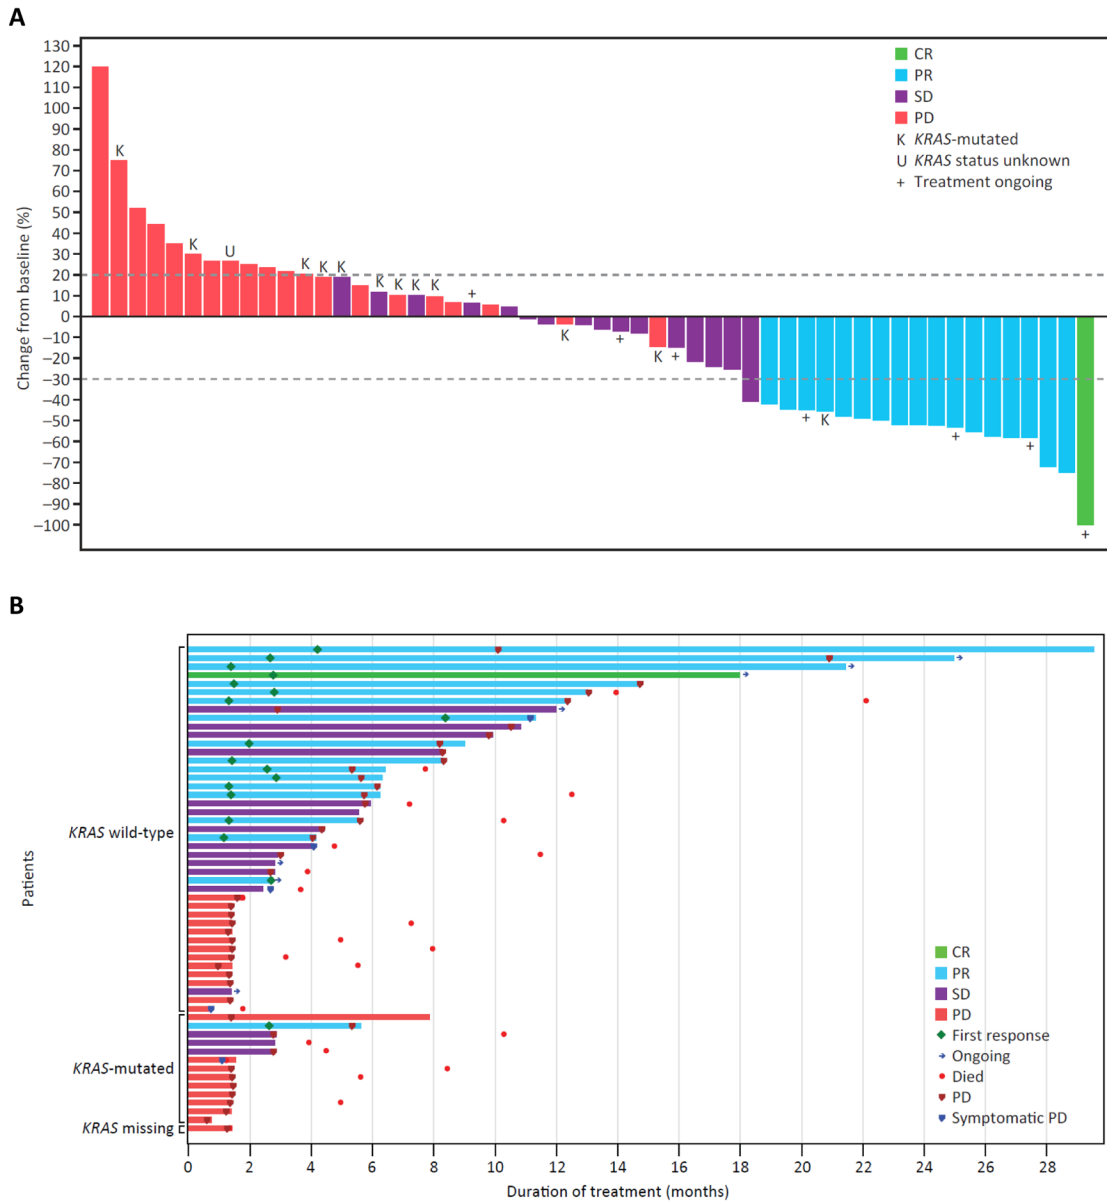 A
130
120
110
100
90
80
70
60
50
40
30
20
10
0
−10
−20
−30
−40
−50
−60
−70
−80
−90
−100
Change from baseline (%)
CR
PR
SD
PD
K KRAS-mutated
U KRAS status unknown
+ Treatment ongoing
K
K
U
K
K
K
K
K
K
K
+
K
+
K
+
+
K
+
+
+
B
Patients
KRAS wild-type
KRAS-mutated
KRAS missing
CR
PR
SD
PD
First response
Ongoing
Died
PD
Symptomatic PD
0 2 4 6 8 10 12 14 16 18 20 22 24 26 28
Duration of treatment (months)